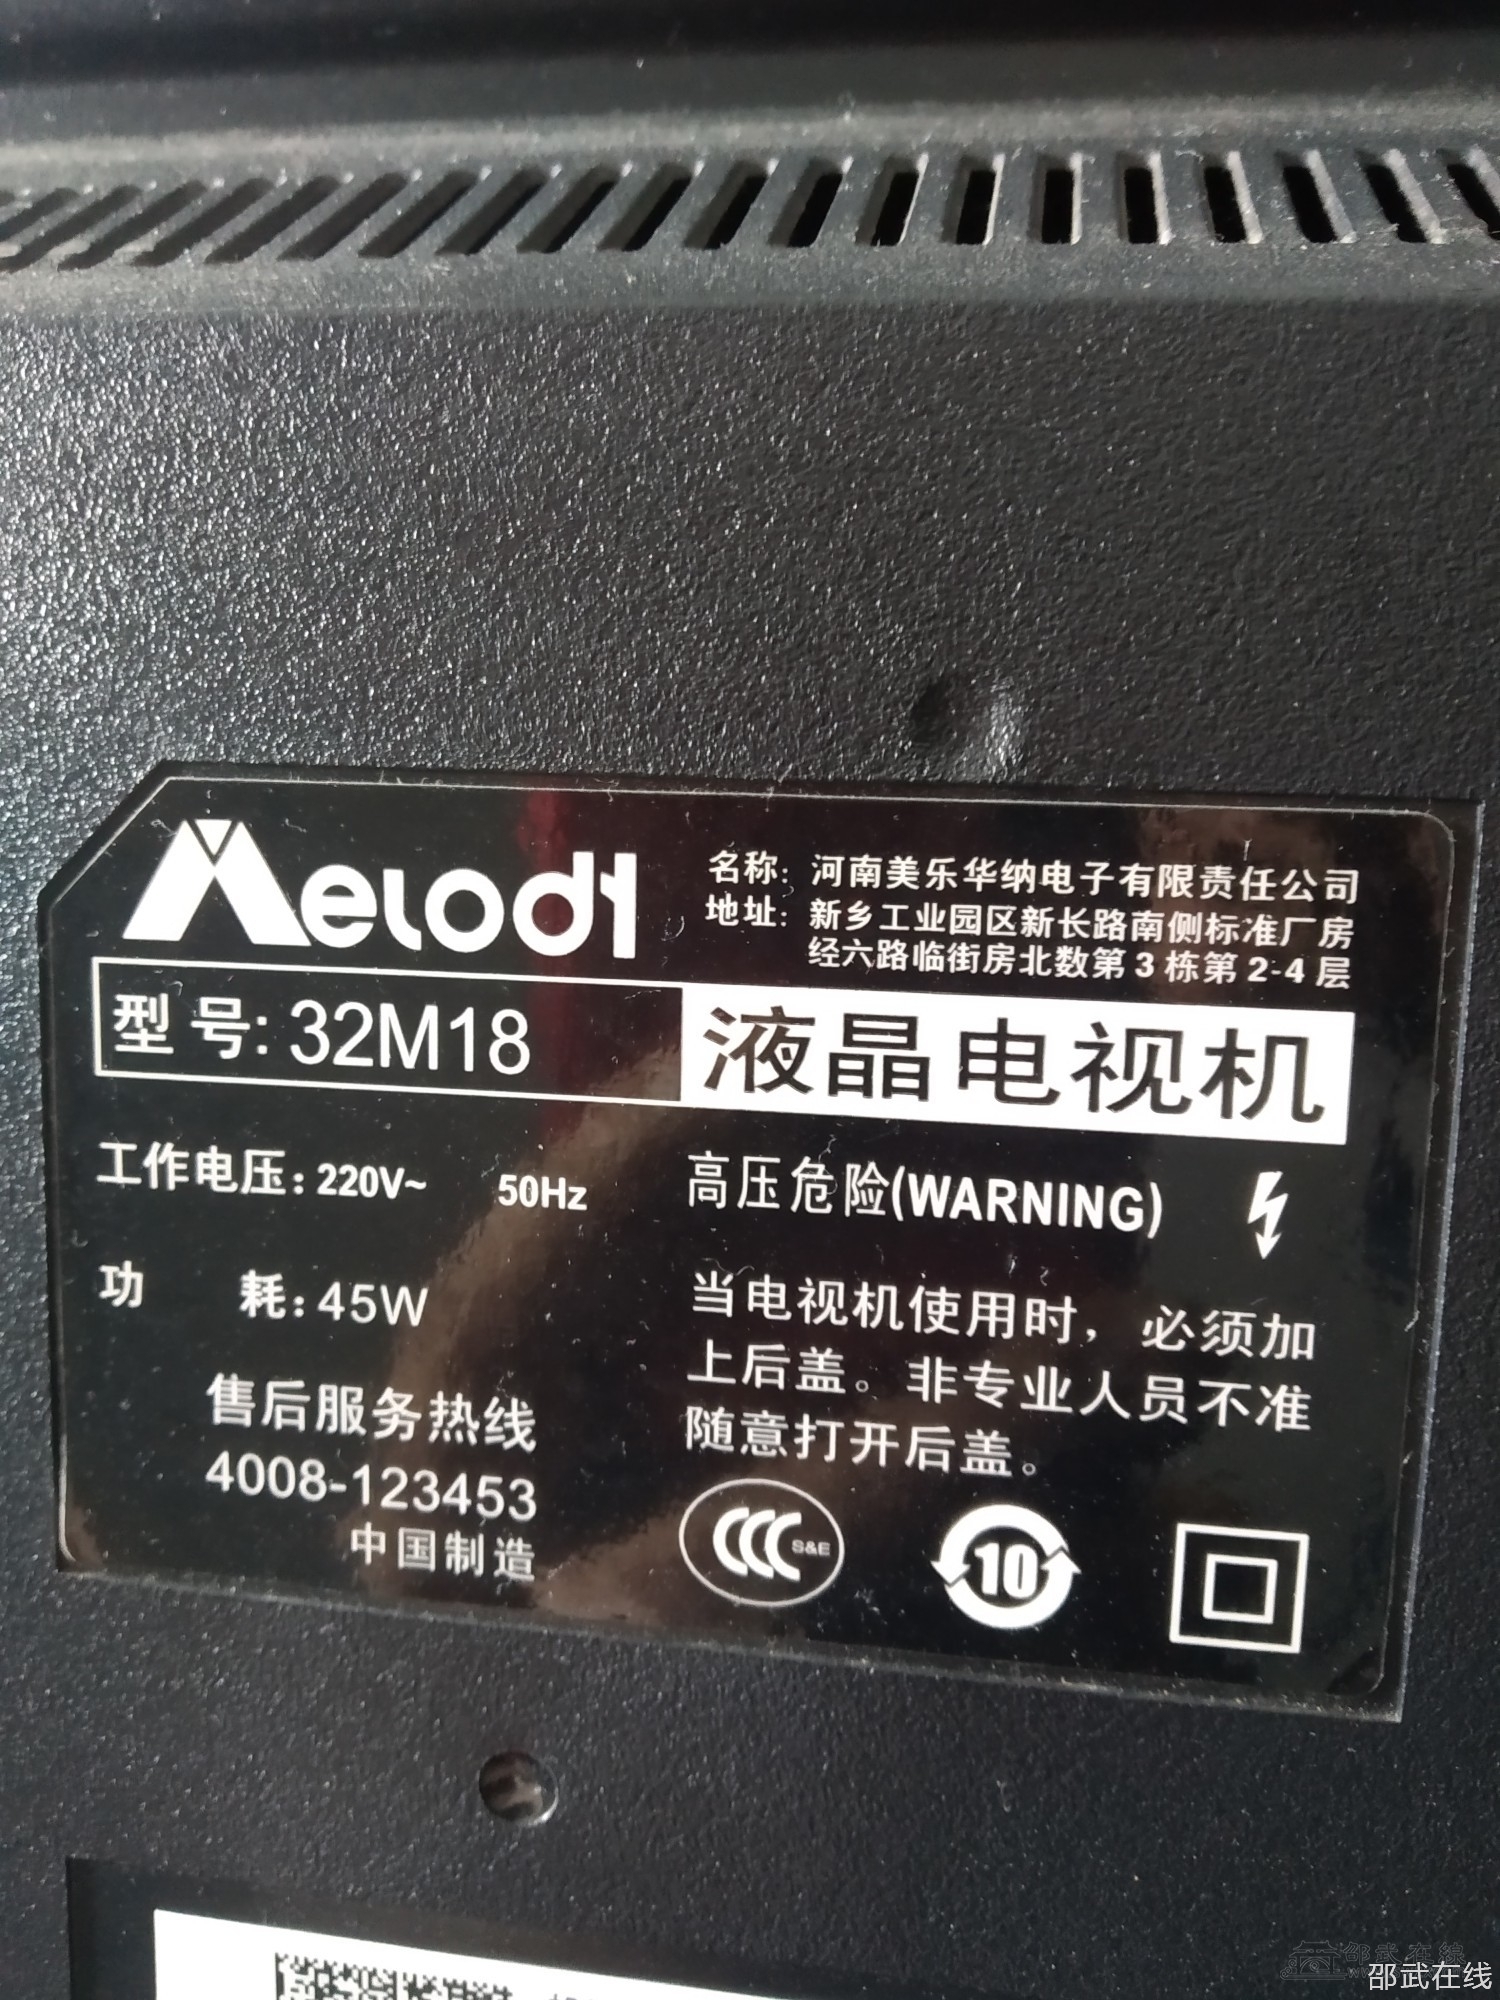 Melodi
名称：河南美乐华纳电子有限责任公司
地址：新乡工业园区新长路南侧标准厂房
经六路临街房北数第3栋第2-4层
型号：32M18
液晶电视机
工作电压：220V~ 50Hz
功 耗：45W
售后服务热线
4008-123453
中国制造
高压危险(WARNING)
当电视机使用时，必须加
上后盖。非专业人员不准
随意打开后盖。
CCC S&E
10
邵武在線
邵武在线